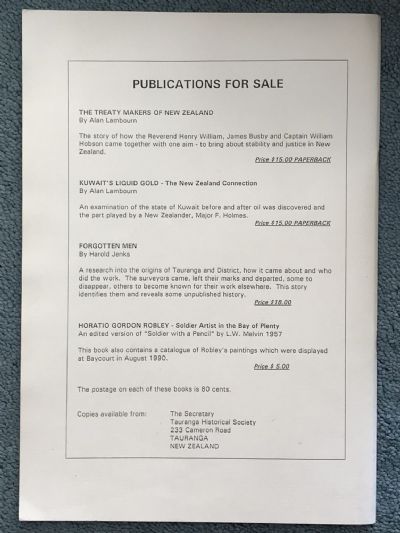 PUBLICATIONS FOR SALE
THE TREATY MAKERS OF NEW ZEALAND
By Alan Lambourn
The story of how the Reverend Henry William, James Busby and Captain William
Hobson came together with one aim - to bring about stability and justice in New
Zealand.
Price $15.00 PAPERBACK
KUWAIT'S LIQUID GOLD - The New Zealand Connection
By Alan Lambourn
An examination of the state of Kuwait before and after oil was discovered and
the part played by a New Zealander, Major F. Holmes.
Price $15.00 PAPERBACK
FORGOTTEN MEN
By Harold Jenks
A research into the origins of Tauranga and District, how it came about and who
did the work. The surveyors came, left their marks and departed, some to
disappear, others to become known for their work elsewhere. This story
identifies them and reveals some unpublished history.
Price $18.00
HORATIO GORDON ROBLEY - Soldier Artist in the Bay of Plenty
An edited version of "Soldier with a Pencil" by L.W. Melvin 1957
This book also contains a catalogue of Robley's paintings which were displayed
at Baycourt in August 1990.
Price $ 5.00
The postage on each of these books is 80 cents.
Copies available from: The Secretary
Tauranga Historical Society
233 Cameron Road
TAURANGA
NEW ZEALAND